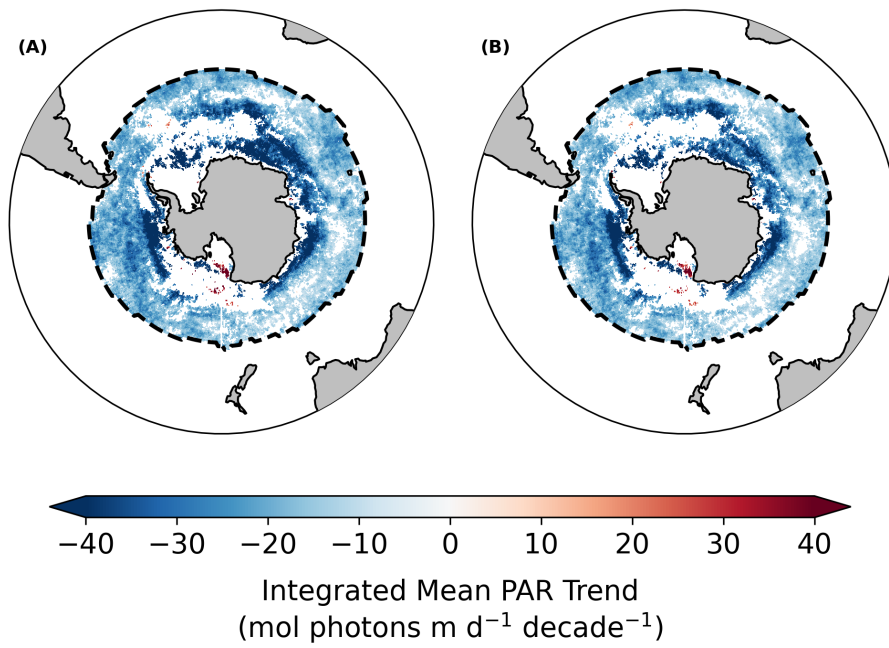 (A) (B)
−40 −30 −20 −10 0 10 20 30 40
Integrated Mean PAR Trend
(mol photons m d⁻¹ decade⁻¹)